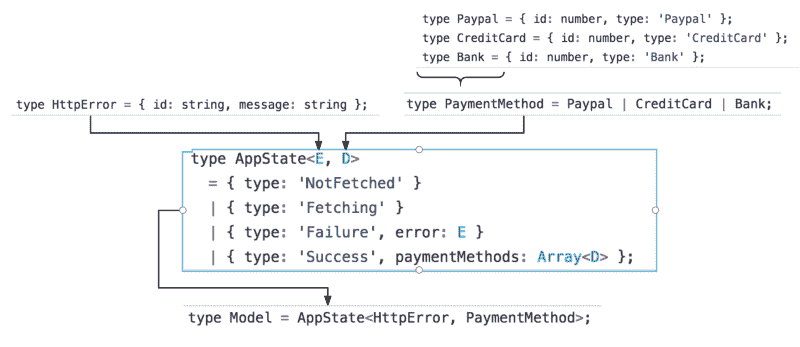 type Paypal = { id: number, type: 'Paypal' };
type CreditCard = { id: number, type: 'CreditCard' };
type Bank = { id: number, type: 'Bank' };
type HttpError = { id: string, message: string };
type PaymentMethod = Paypal | CreditCard | Bank;
type AppState<E, D>
= { type: 'NotFetched' }
| { type: 'Fetching' }
| { type: 'Failure', error: E }
| { type: 'Success', paymentMethods: Array<D> };
type Model = AppState<HttpError, PaymentMethod>;